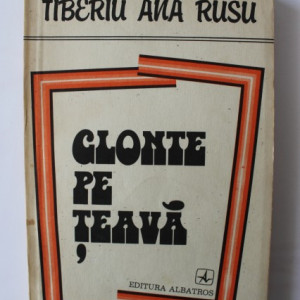 TIBERIU ANA RUSU
GLONTE
PE
ȚEAVĂ
EDITURA ALBATROS